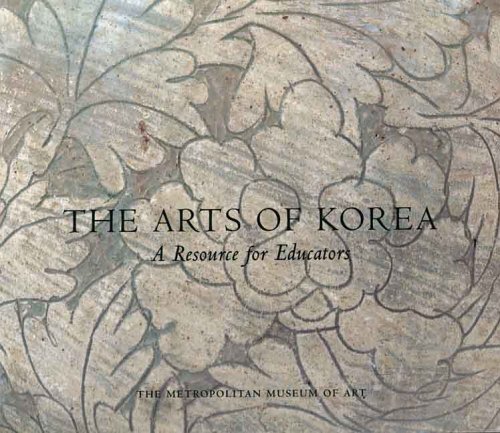 THE ARTS OF KOREA
A Resource for Educators
THE METROPOLITAN MUSEUM OF ART